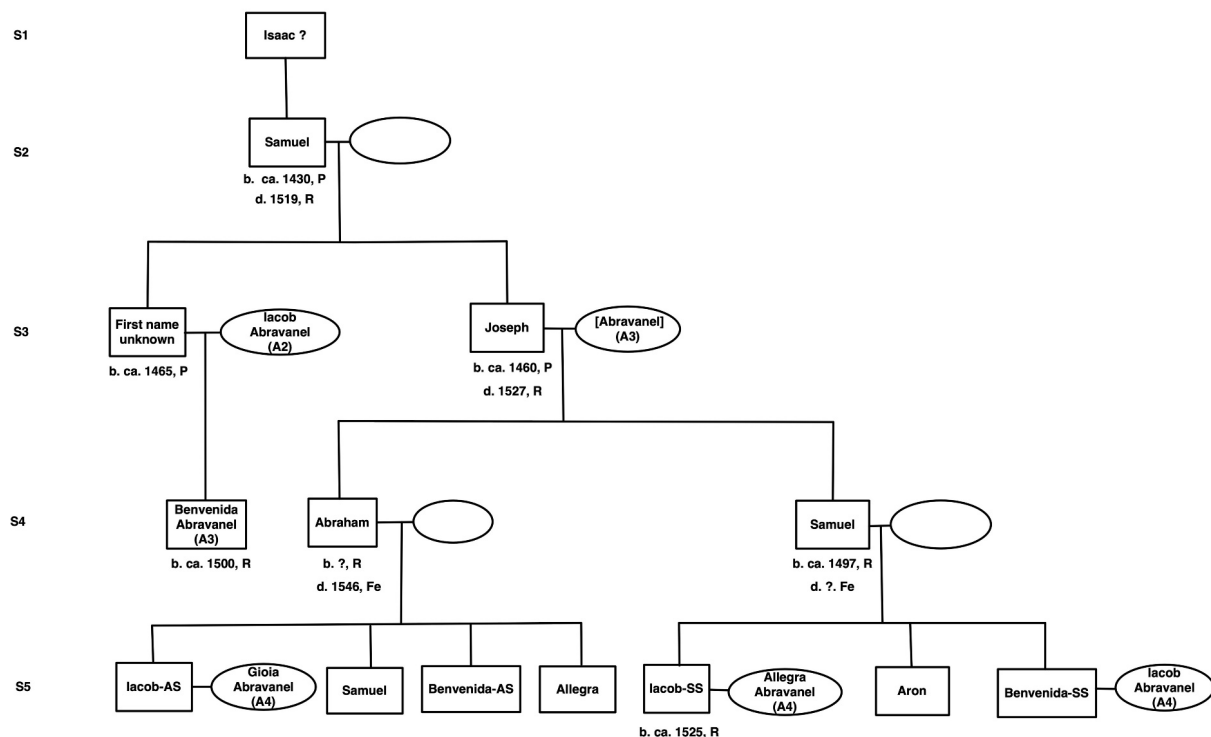 S1
Isaac ?
S2
Samuel
b. ca. 1430, P
d. 1519, R
S3
First name
unknown
b. ca. 1465, P
Iacob
Abravanel
(A2)
Joseph
b. ca. 1460, P
d. 1527, R
[Abravanel]
(A3)
S4
Benvenida
Abravanel
(A3)
b. ca. 1500, R
Abraham
b. ?, R
d. 1546, Fe
Samuel
b. ca. 1497, R
d. ?. Fe
S5
Iacob-AS
Gioia
Abravanel
(A4)
Samuel
Benvenida-AS
Allegra
Iacob-SS
b. ca. 1525, R
Allegra
Abravanel
(A4)
Aron
Benvenida-SS
Iacob
Abravanel
(A4)